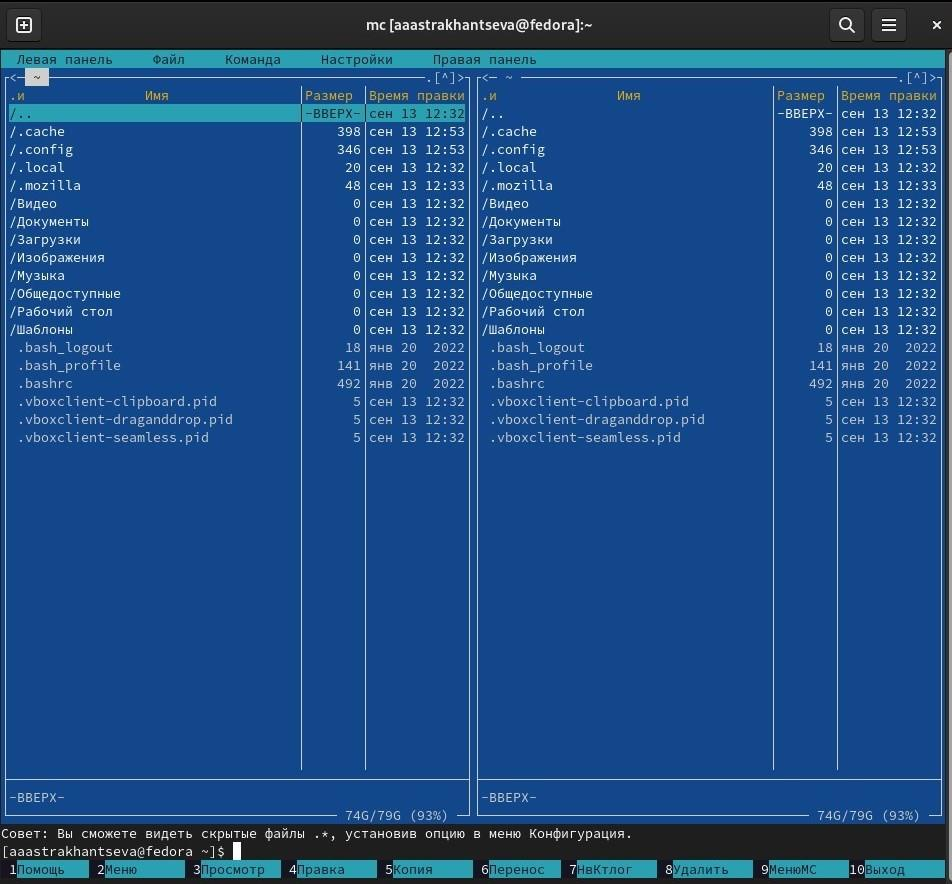 mc [aaastrakhantseva@fedora]:~
Левая панель Файл Команда Настройки Правая панель
<─ ~ .[^]> <─ ~ .[^]>
.и Имя Размер Время правки .и Имя Размер Время правки
/.. -ВВЕРХ- сен 13 12:32 /.. -ВВЕРХ- сен 13 12:32
/.cache 398 сен 13 12:53 /.cache 398 сен 13 12:53
/.config 346 сен 13 12:53 /.config 346 сен 13 12:53
/.local 20 сен 13 12:32 /.local 20 сен 13 12:32
/.mozilla 48 сен 13 12:33 /.mozilla 48 сен 13 12:33
/Видео 0 сен 13 12:32 /Видео 0 сен 13 12:32
/Документы 0 сен 13 12:32 /Документы 0 сен 13 12:32
/Загрузки 0 сен 13 12:32 /Загрузки 0 сен 13 12:32
/Изображения 0 сен 13 12:32 /Изображения 0 сен 13 12:32
/Музыка 0 сен 13 12:32 /Музыка 0 сен 13 12:32
/Общедоступные 0 сен 13 12:32 /Общедоступные 0 сен 13 12:32
/Рабочий стол 0 сен 13 12:32 /Рабочий стол 0 сен 13 12:32
/Шаблоны 0 сен 13 12:32 /Шаблоны 0 сен 13 12:32
.bash_logout 18 янв 20 2022 .bash_logout 18 янв 20 2022
.bash_profile 141 янв 20 2022 .bash_profile 141 янв 20 2022
.bashrc 492 янв 20 2022 .bashrc 492 янв 20 2022
.vboxclient-clipboard.pid 5 сен 13 12:32 .vboxclient-clipboard.pid 5 сен 13 12:32
.vboxclient-draganddrop.pid 5 сен 13 12:32 .vboxclient-draganddrop.pid 5 сен 13 12:32
.vboxclient-seamless.pid 5 сен 13 12:32 .vboxclient-seamless.pid 5 сен 13 12:32
-ВВЕРХ- -ВВЕРХ-
74G/79G (93%) 74G/79G (93%)
Совет: Вы сможете видеть скрытые файлы .*, установив опцию в меню Конфигурация.
[aaastrakhantseva@fedora ~]$
1Помощь 2Меню 3Просмотр 4Правка 5Копия 6Перенос 7НвКтлог 8Удалить 9МенюМС 10Выход